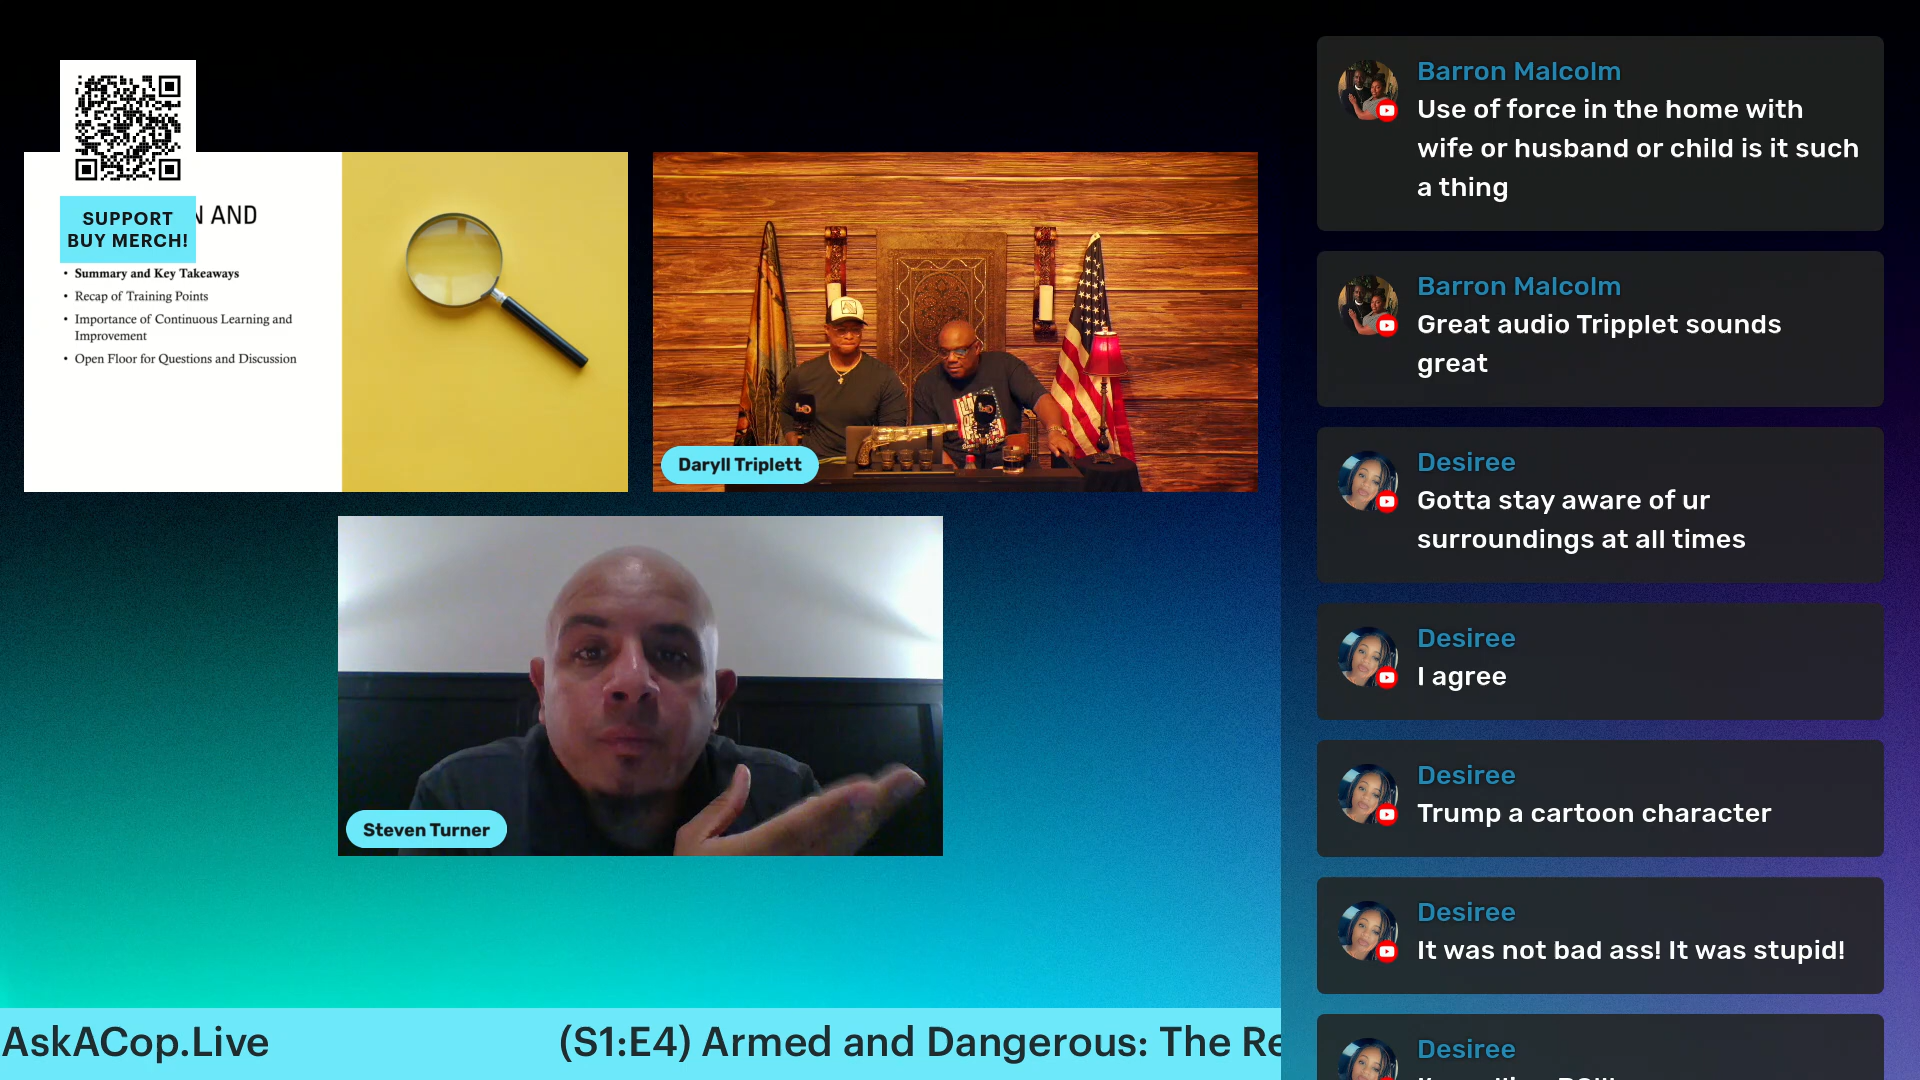 SUPPORT
BUY MERCH!
N AND
• Summary and Key Takeaways
• Recap of Training Points
• Importance of Continuous Learning and
Improvement
• Open Floor for Questions and Discussion
Daryll Triplett
Steven Turner
AskACop.Live
(S1:E4) Armed and Dangerous: The Re
Barron Malcolm
Use of force in the home with
wife or husband or child is it such
a thing
Barron Malcolm
Great audio Tripplet sounds
great
Desiree
Gotta stay aware of ur
surroundings at all times
Desiree
I agree
Desiree
Trump a cartoon character
Desiree
It was not bad ass! It was stupid!
Desiree